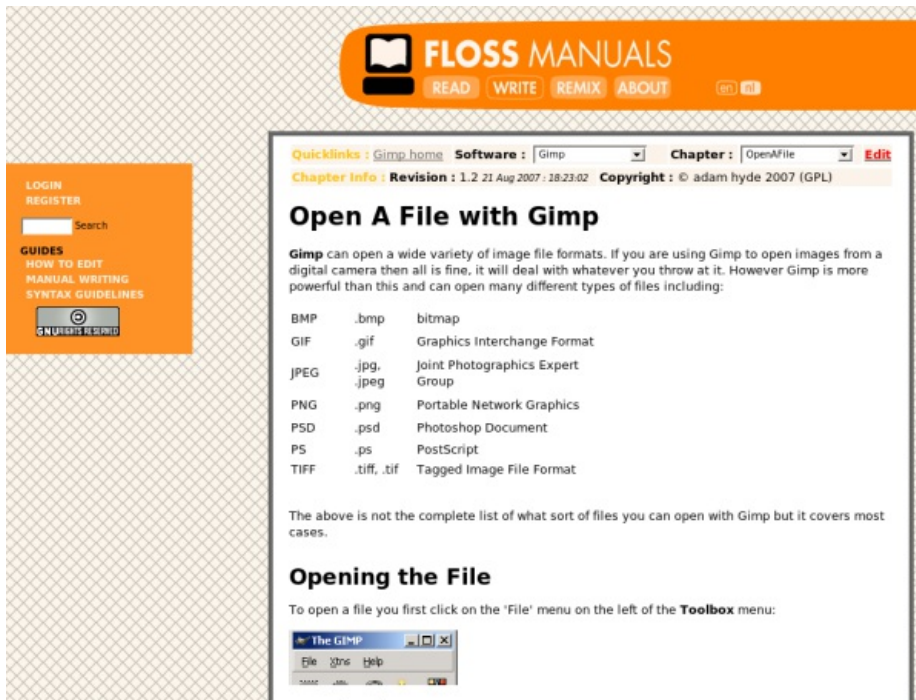 FLOSS MANUALS
READ WRITE REMIX ABOUT en nl
Quicklinks : Gimp home Software : Gimp Chapter : OpenAFile Edit
Chapter Info : Revision : 1.2 21 Aug 2007 : 18:23:02 Copyright : © adam hyde 2007 (GPL)
LOGIN
REGISTER
Search
GUIDES
HOW TO EDIT
MANUAL WRITING
SYNTAX GUIDELINES
GNURIGHTS RESERVED
Open A File with Gimp
Gimp can open a wide variety of image file formats. If you are using Gimp to open images from a
digital camera then all is fine, it will deal with whatever you throw at it. However Gimp is more
powerful than this and can open many different types of files including:
BMP .bmp bitmap
GIF .gif Graphics Interchange Format
JPEG .jpg, .jpeg Joint Photographics Expert Group
PNG .png Portable Network Graphics
PSD .psd Photoshop Document
PS .ps PostScript
TIFF .tiff, .tif Tagged Image File Format
The above is not the complete list of what sort of files you can open with Gimp but it covers most
cases.
Opening the File
To open a file you first click on the 'File' menu on the left of the Toolbox menu:
The GIMP
File Xtns Help